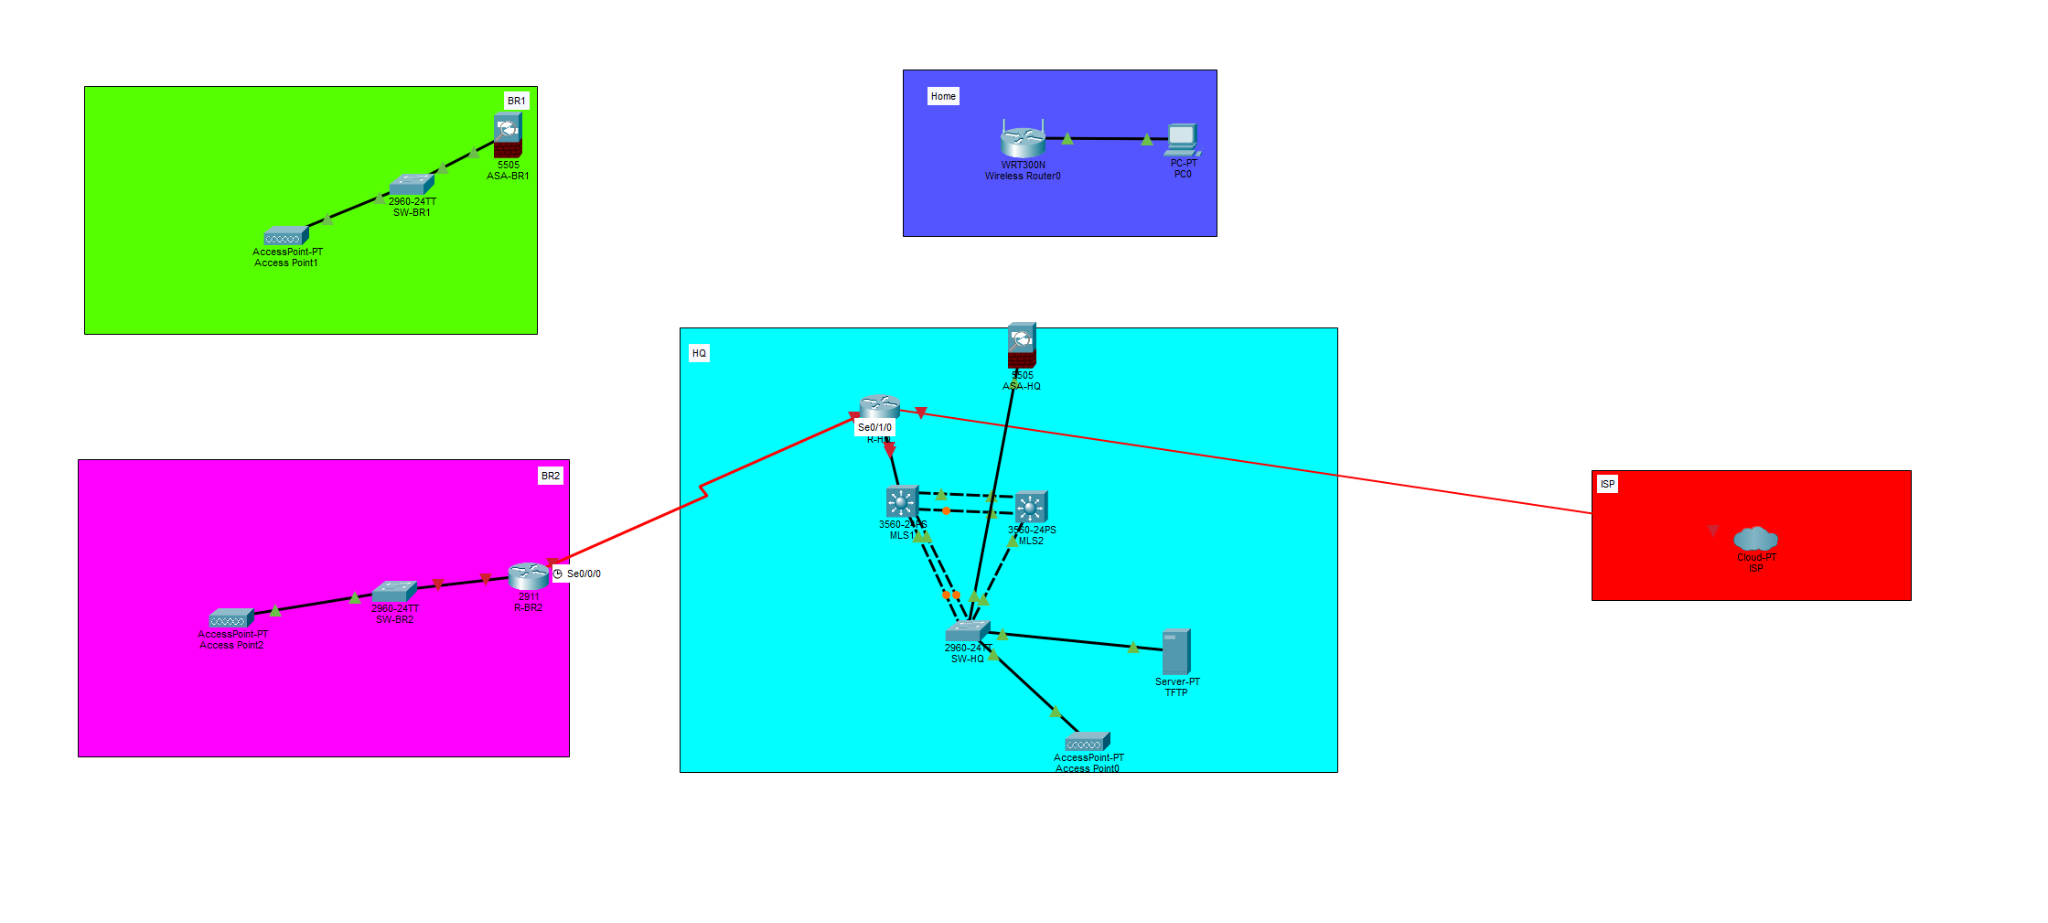 BR1
5505
ASA-BR1
2960-24TT
SW-BR1
AccessPoint-PT
Access Point1
Home
WRT300N
Wireless Router0
PC-PT
PC0
HQ
5505
ASA-HQ
Se0/1/0
3560-24PS
MLS1
3560-24PS
MLS2
2960-24TT
SW-HQ
Server-PT
TFTP
AccessPoint-PT
Access Point0
BR2
Se0/0/0
2911
R-BR2
2960-24TT
SW-BR2
AccessPoint-PT
Access Point2
ISP
Cloud-PT
ISP